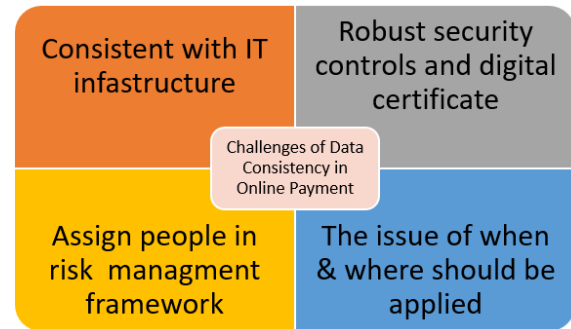 Consistent with IT
infastructure
Robust security
controls and digital
certificate
Challenges of Data
Consistency in
Online Payment
Assign people in
risk managment
framework
The issue of when
& where should be
applied